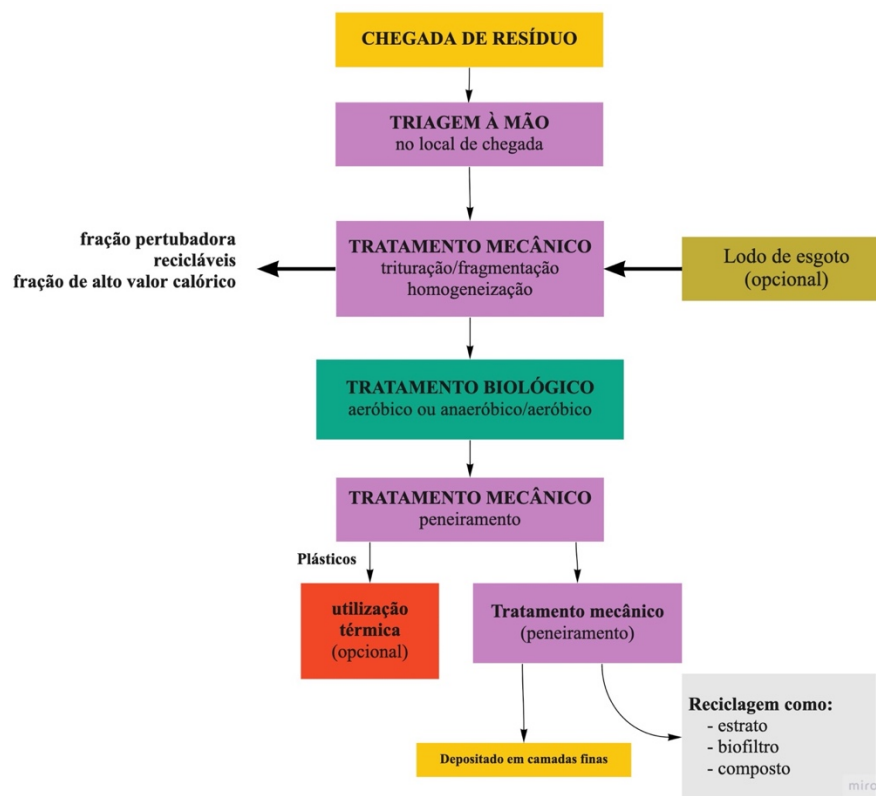 CHEGADA DE RESÍDUO
TRIAGEM À MÃO
no local de chegada
fração pertubadora
recicláveis
fração de alto valor calórico
TRATAMENTO MECÂNICO
trituração/fragmentação
homogeneização
Lodo de esgoto
(opcional)
TRATAMENTO BIOLÓGICO
aeróbico ou anaeróbico/aeróbico
TRATAMENTO MECÂNICO
peneiramento
Plásticos
utilização
térmica
(opcional)
Tratamento mecânico
(peneiramento)
Reciclagem como:
- estrato
- biofiltro
- composto
Depositado em camadas finas
miro